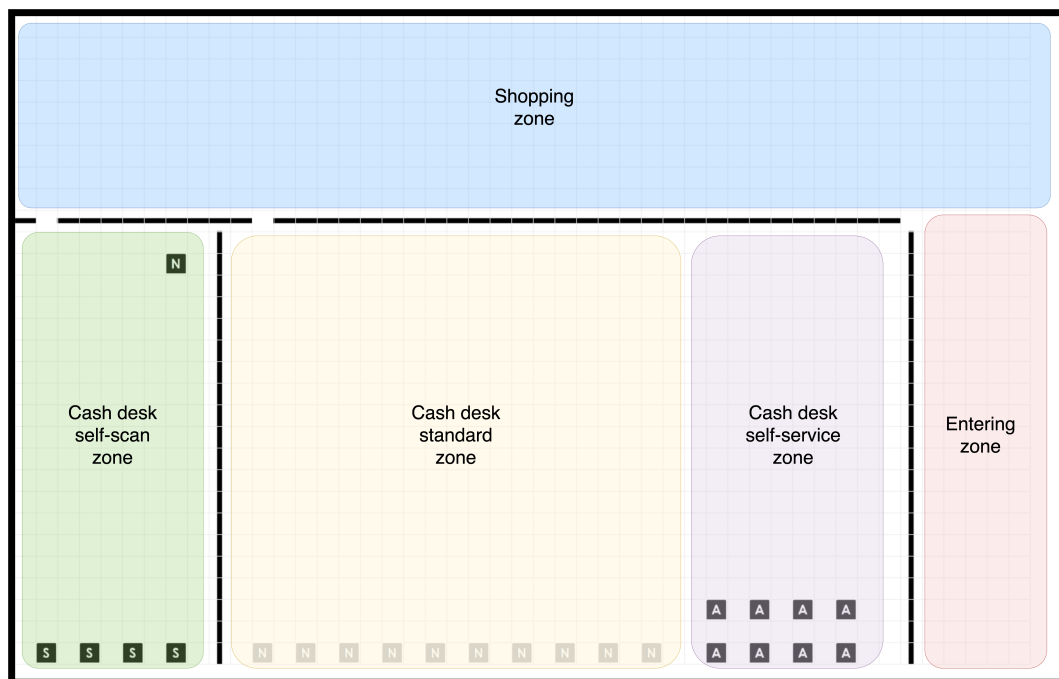 Shopping
zone
N
Cash desk
self-scan
zone
Cash desk
standard
zone
Cash desk
self-service
zone
Entering
zone
A A A A
S S S S
N N N N N N N N N N
A A A A